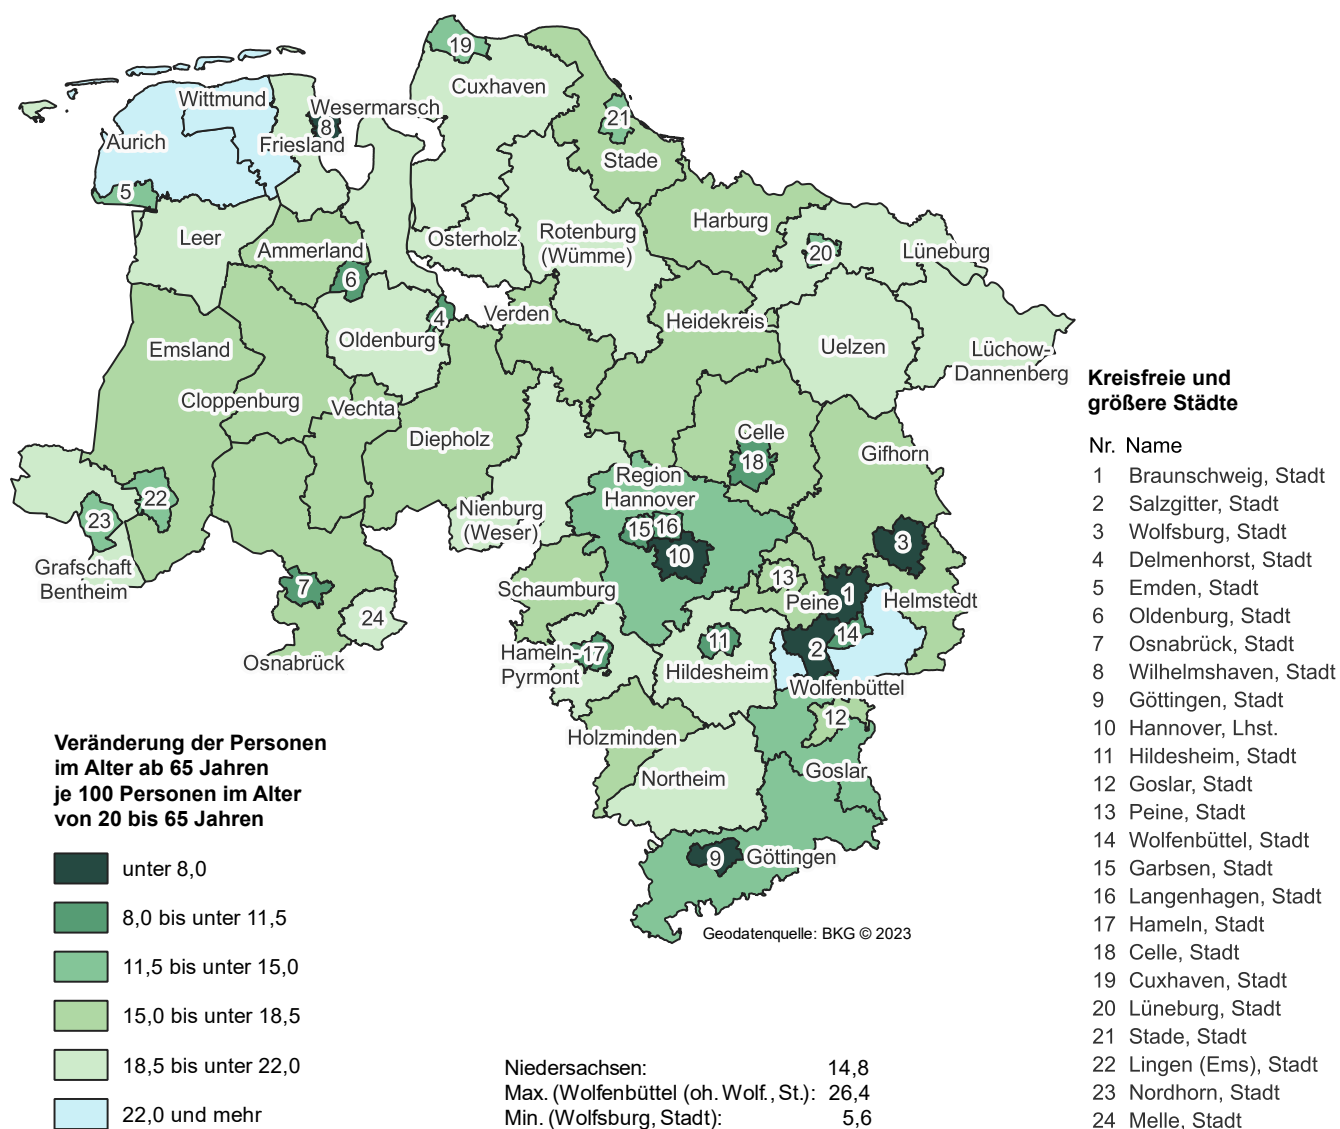 19
Cuxhaven
Wittmund
Wesermarsch
8
21
Aurich
Friesland
Stade
5
Harburg
Leer
Ammerland
Osterholz
Rotenburg
(Wümme)
20
Lüneburg
6
4
Verden
Heidekreis
Oldenburg
Emsland
Uelzen
Lüchow-
Dannenberg
Cloppenburg
Vechta
Diepholz
Celle
18
Gifhorn
Region
Hannover
22
23
Nienburg
(Weser)
15
16
10
3
Grafschaft
Bentheim
7
Schaumburg
13
Peine
1
Helmstedt
24
Osnabrück
Hameln-
Pyrmont
17
11
Hildesheim
2
14
Wolfenbüttel
12
Holzminden
Northeim
Goslar
9
Göttingen
Geodatenquelle: BKG © 2023
Veränderung der Personen
im Alter ab 65 Jahren
je 100 Personen im Alter
von 20 bis 65 Jahren
unter 8,0
8,0 bis unter 11,5
11,5 bis unter 15,0
15,0 bis unter 18,5
18,5 bis unter 22,0
22,0 und mehr
Niedersachsen: 14,8
Max. (Wolfenbüttel (oh. Wolf., St.): 26,4
Min. (Wolfsburg, Stadt): 5,6
Kreisfreie und
größere Städte
Nr. Name
1 Braunschweig, Stadt
2 Salzgitter, Stadt
3 Wolfsburg, Stadt
4 Delmenhorst, Stadt
5 Emden, Stadt
6 Oldenburg, Stadt
7 Osnabrück, Stadt
8 Wilhelmshaven, Stadt
9 Göttingen, Stadt
10 Hannover, Lhst.
11 Hildesheim, Stadt
12 Goslar, Stadt
13 Peine, Stadt
14 Wolfenbüttel, Stadt
15 Garbsen, Stadt
16 Langenhagen, Stadt
17 Hameln, Stadt
18 Celle, Stadt
19 Cuxhaven, Stadt
20 Lüneburg, Stadt
21 Stade, Stadt
22 Lingen (Ems), Stadt
23 Nordhorn, Stadt
24 Melle, Stadt